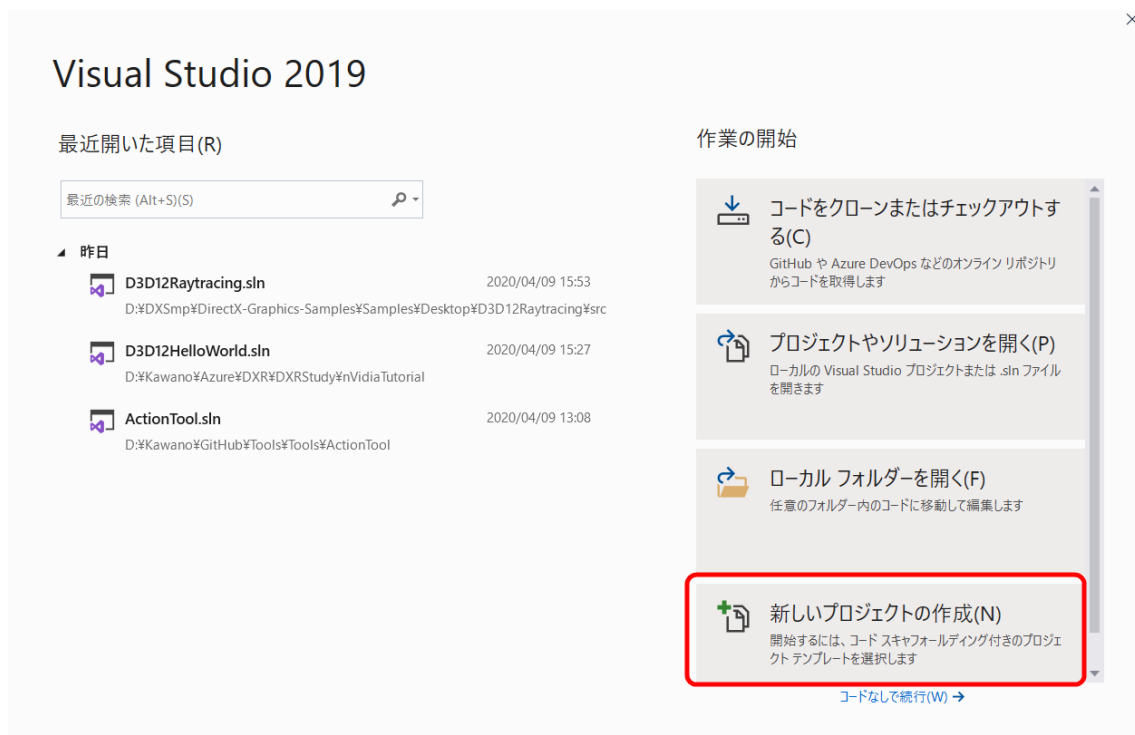 Visual Studio 2019
最近開いた項目(R)
最近の検索 (Alt+S)(S)
昨日
D3D12Raytracing.sln 2020/04/09 15:53
D:¥DXSmp¥DirectX-Graphics-Samples¥Samples¥Desktop¥D3D12Raytracing¥src
D3D12HelloWorld.sln 2020/04/09 15:27
D:¥Kawano¥Azure¥DXR¥DXRStudy¥nVidiaTutorial
ActionTool.sln 2020/04/09 13:08
D:¥Kawano¥GitHub¥Tools¥Tools¥ActionTool
作業の開始
コードをクローンまたはチェックアウトす
る(C)
GitHub や Azure DevOps などのオンライン リポジトリ
からコードを取得します
プロジェクトやソリューションを開く(P)
ローカルの Visual Studio プロジェクトまたは .sln ファイル
を開きます
ローカル フォルダーを開く(F)
任意のフォルダー内のコードに移動して編集します
新しいプロジェクトの作成(N)
開始するには、コード スキャフォールディング付きのプロジェ
クト テンプレートを選択します
コードなしで続行(W) →